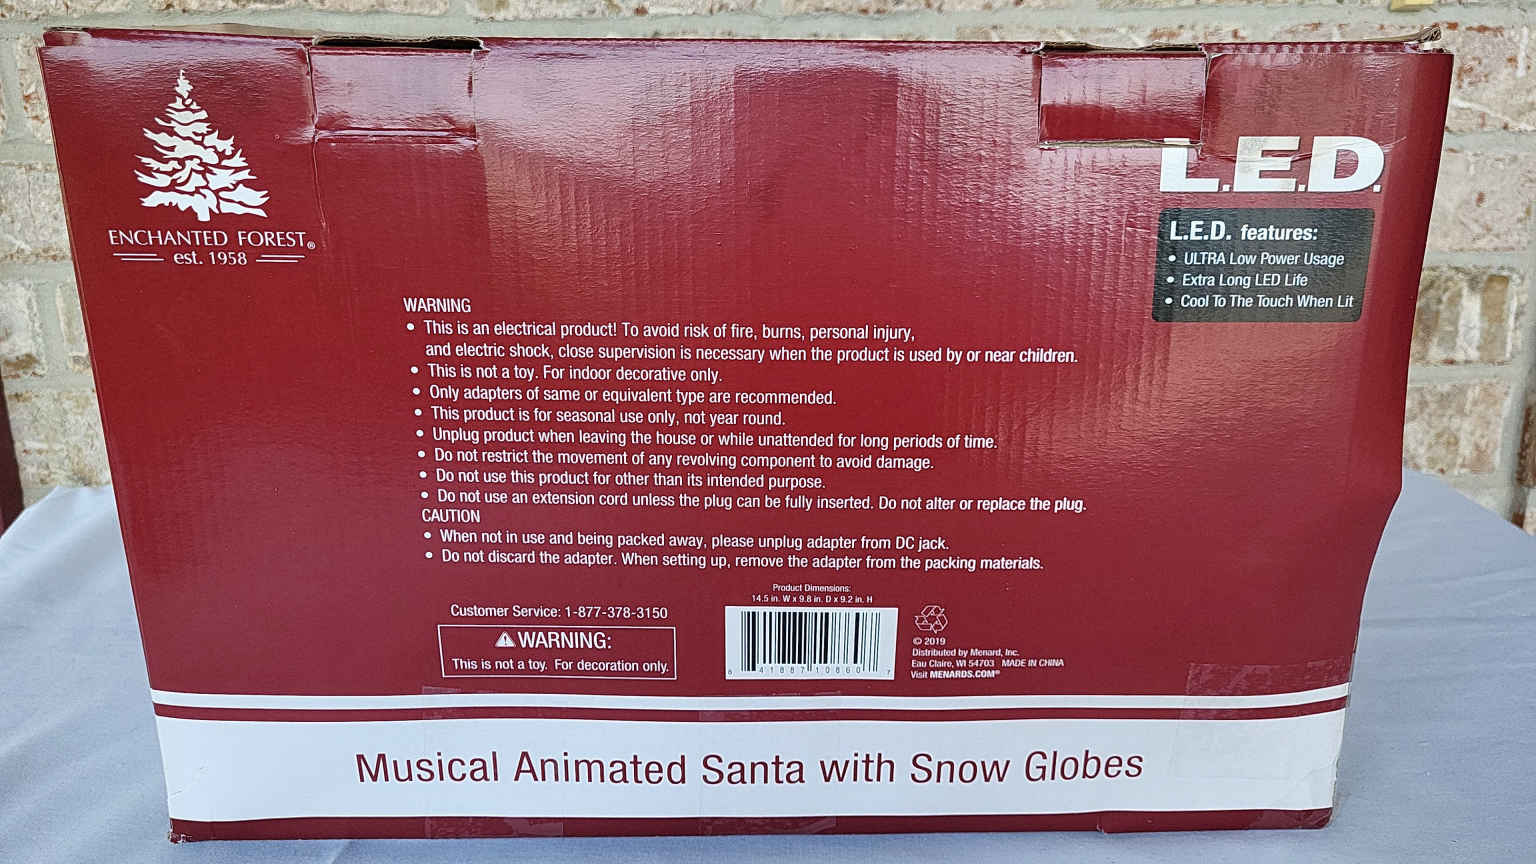 ENCHANTED FOREST®
est. 1958
L.E.D.
L.E.D. features:
• ULTRA Low Power Usage
• Extra Long LED Life
• Cool To The Touch When Lit
WARNING
• This is an electrical product! To avoid risk of fire, burns, personal injury,
and electric shock, close supervision is necessary when the product is used by or near children.
• This is not a toy. For indoor decorative only.
• Only adapters of same or equivalent type are recommended.
• This product is for seasonal use only, not year round.
• Unplug product when leaving the house or while unattended for long periods of time.
• Do not restrict the movement of any revolving component to avoid damage.
• Do not use this product for other than its intended purpose.
• Do not use an extension cord unless the plug can be fully inserted. Do not alter or replace the plug.
CAUTION
• When not in use and being packed away, please unplug adapter from DC jack.
• Do not discard the adapter. When setting up, remove the adapter from the packing materials.
Customer Service: 1-877-378-3150
⚠ WARNING:
This is not a toy. For decoration only.
Product Dimensions:
14.5 in. W x 9.8 in. D x 9.2 in. H
6 41887 10860 7
© 2019
Distributed by Menard, Inc.
Eau Claire, WI 54703 MADE IN CHINA
Visit MENARDS.COM®
Musical Animated Santa with Snow Globes